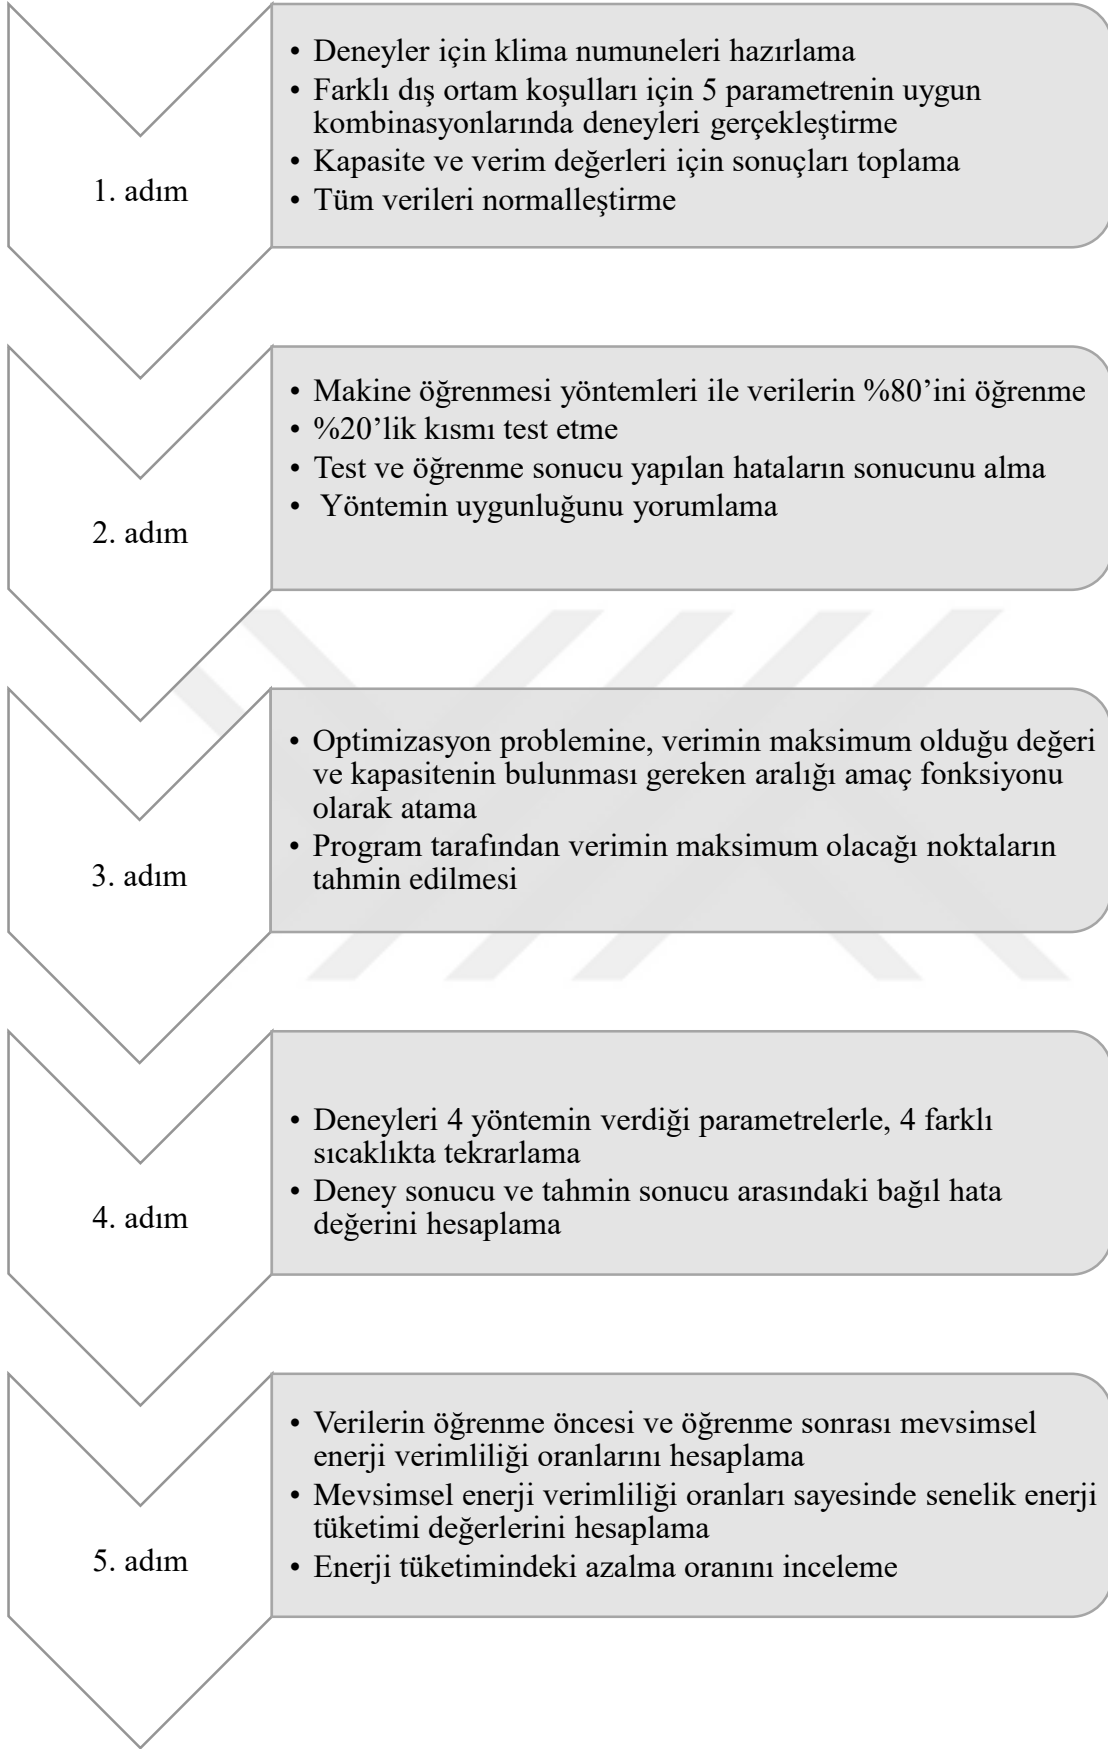 • Deneyler için klima numuneleri hazırlama
• Farklı dış ortam koşulları için 5 parametrenin uygun
kombinasyonlarında deneyleri gerçekleştirme
• Kapasite ve verim değerleri için sonuçları toplama
• Tüm verileri normalleştirme
1. adım
• Makine öğrenmesi yöntemleri ile verilerin %80’ini öğrenme
• %20’lik kısmı test etme
• Test ve öğrenme sonucu yapılan hataların sonucunu alma
• Yöntemin uygunluğunu yorumlama
2. adım
• Optimizasyon problemine, verimin maksimum olduğu değeri
ve kapasitenin bulunması gereken aralığı amaç fonksiyonu
olarak atama
• Program tarafından verimin maksimum olacağı noktaların
tahmin edilmesi
3. adım
• Deneyleri 4 yöntemin verdiği parametrelerle, 4 farklı
sıcaklıkta tekrarlama
• Deney sonucu ve tahmin sonucu arasındaki bağıl hata
değerini hesaplama
4. adım
• Verilerin öğrenme öncesi ve öğrenme sonrası mevsimsel
enerji verimliliği oranlarını hesaplama
• Mevsimsel enerji verimliliği oranları sayesinde senelik enerji
tüketimi değerlerini hesaplama
• Enerji tüketimindeki azalma oranını inceleme
5. adım